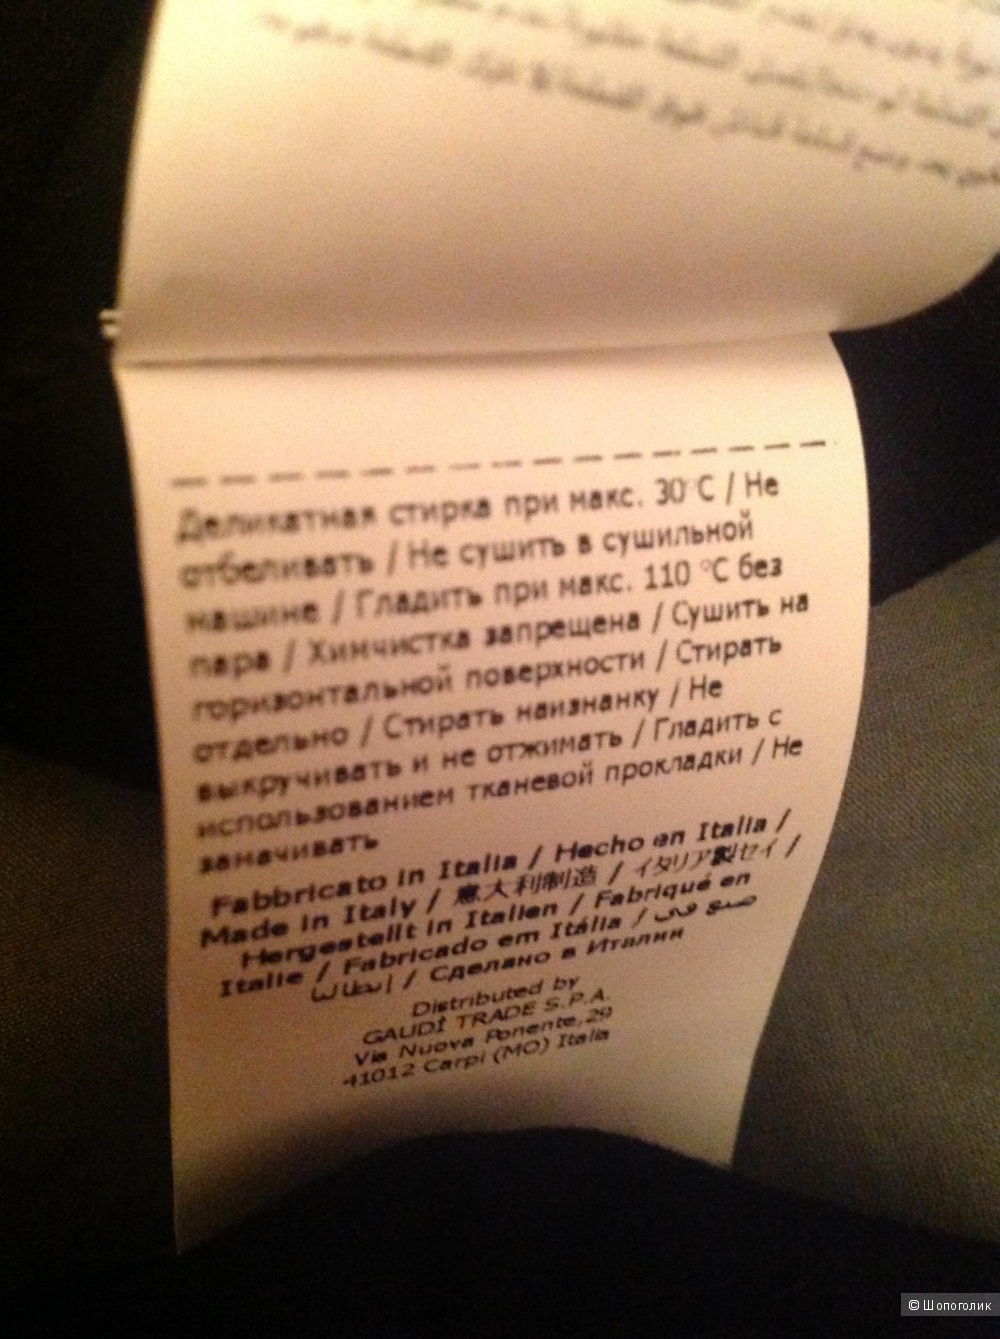 Деликатная стирка при макс. 30°C / Не
отбеливать / Не сушить в сушильной
машине / Гладить при макс. 110 °C без
пара / Химчистка запрещена / Сушить на
горизонтальной поверхности / Стирать
отдельно / Стирать наизнанку / Не
выкручивать и не отжимать / Гладить с
использованием тканевой прокладки / Не
замачивать
Fabbricato in Italia / Hecho en Italia /
Made in Italy / 意大利制造 / イタリア製セイ /
Hergestellt in Italien / Fabriqué en
Italie / Fabricado em Itália / صنع في
إيطاليا / Сделано в Италии
Distributed by
GAUDÌ TRADE S.P.A.
Via Nuova Ponente,29
41012 Carpi (MO) Italia
© Шопоголик